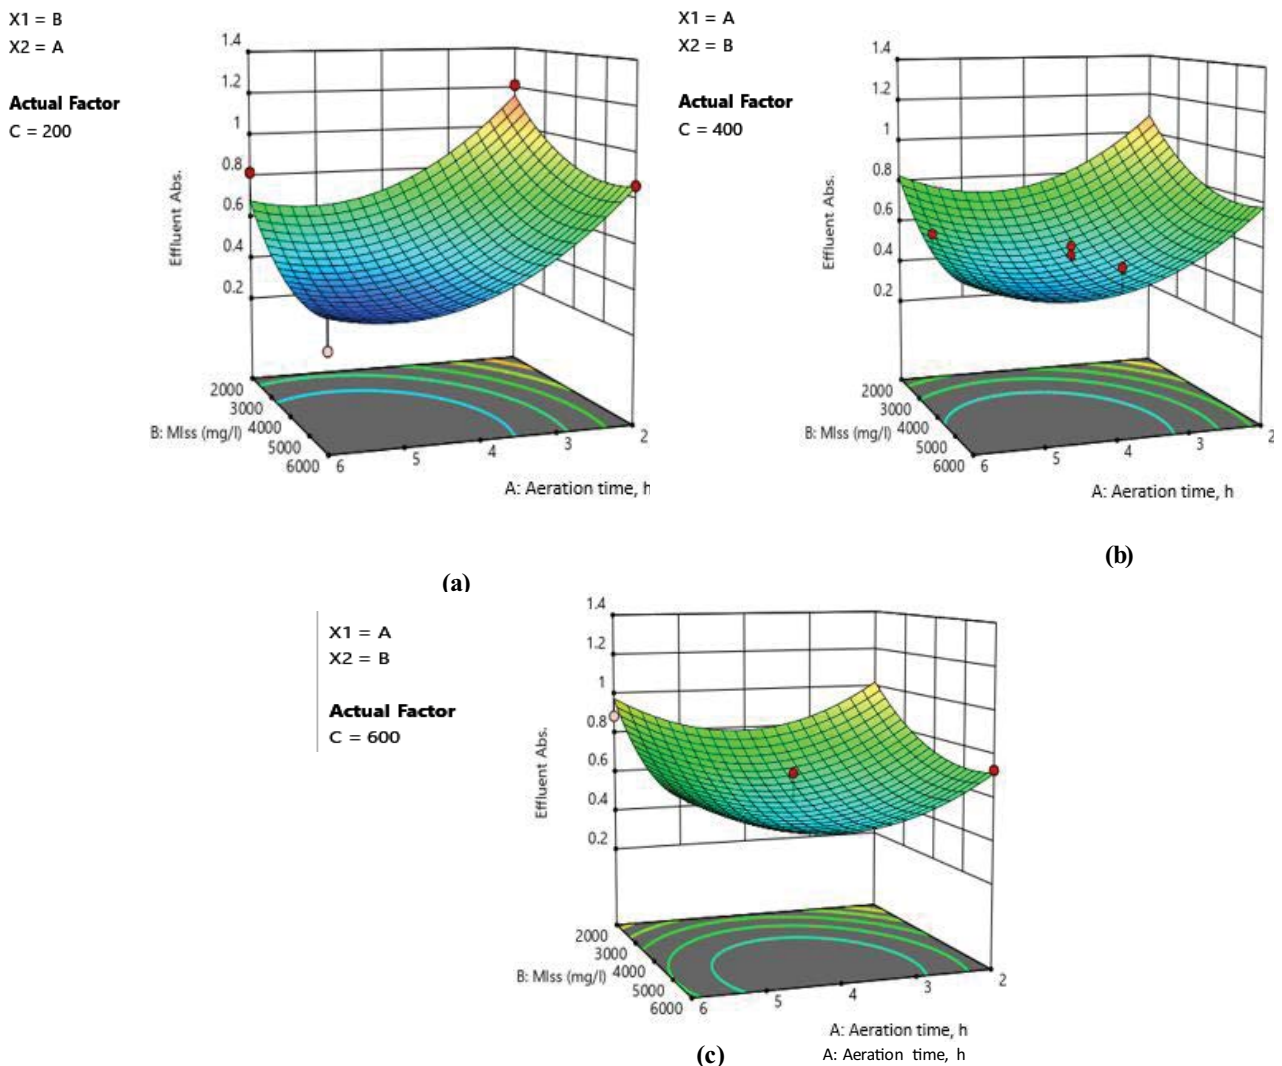 X1 = B
X2 = A
Actual Factor
C = 200
1.4
1.2
1
0.8
0.6
0.4
0.2
Effluent Abs.
2000
3000
4000
5000
6000
B: Mlss (mg/l)
6
5
4
3
2
A: Aeration time, h
(a)
X1 = A
X2 = B
Actual Factor
C = 400
1.4
1.2
1
0.8
0.6
0.4
0.2
Effluent Abs.
2000
3000
4000
5000
6000
B: Mlss (mg/l)
6
5
4
3
2
A: Aeration time, h
(b)
X1 = A
X2 = B
Actual Factor
C = 600
1.4
1.2
1
0.8
0.6
0.4
0.2
Effluent Abs.
2000
3000
4000
5000
6000
B: Mlss (mg/l)
6
5
4
3
2
A: Aeration time, h
A: Aeration time, h
(c)